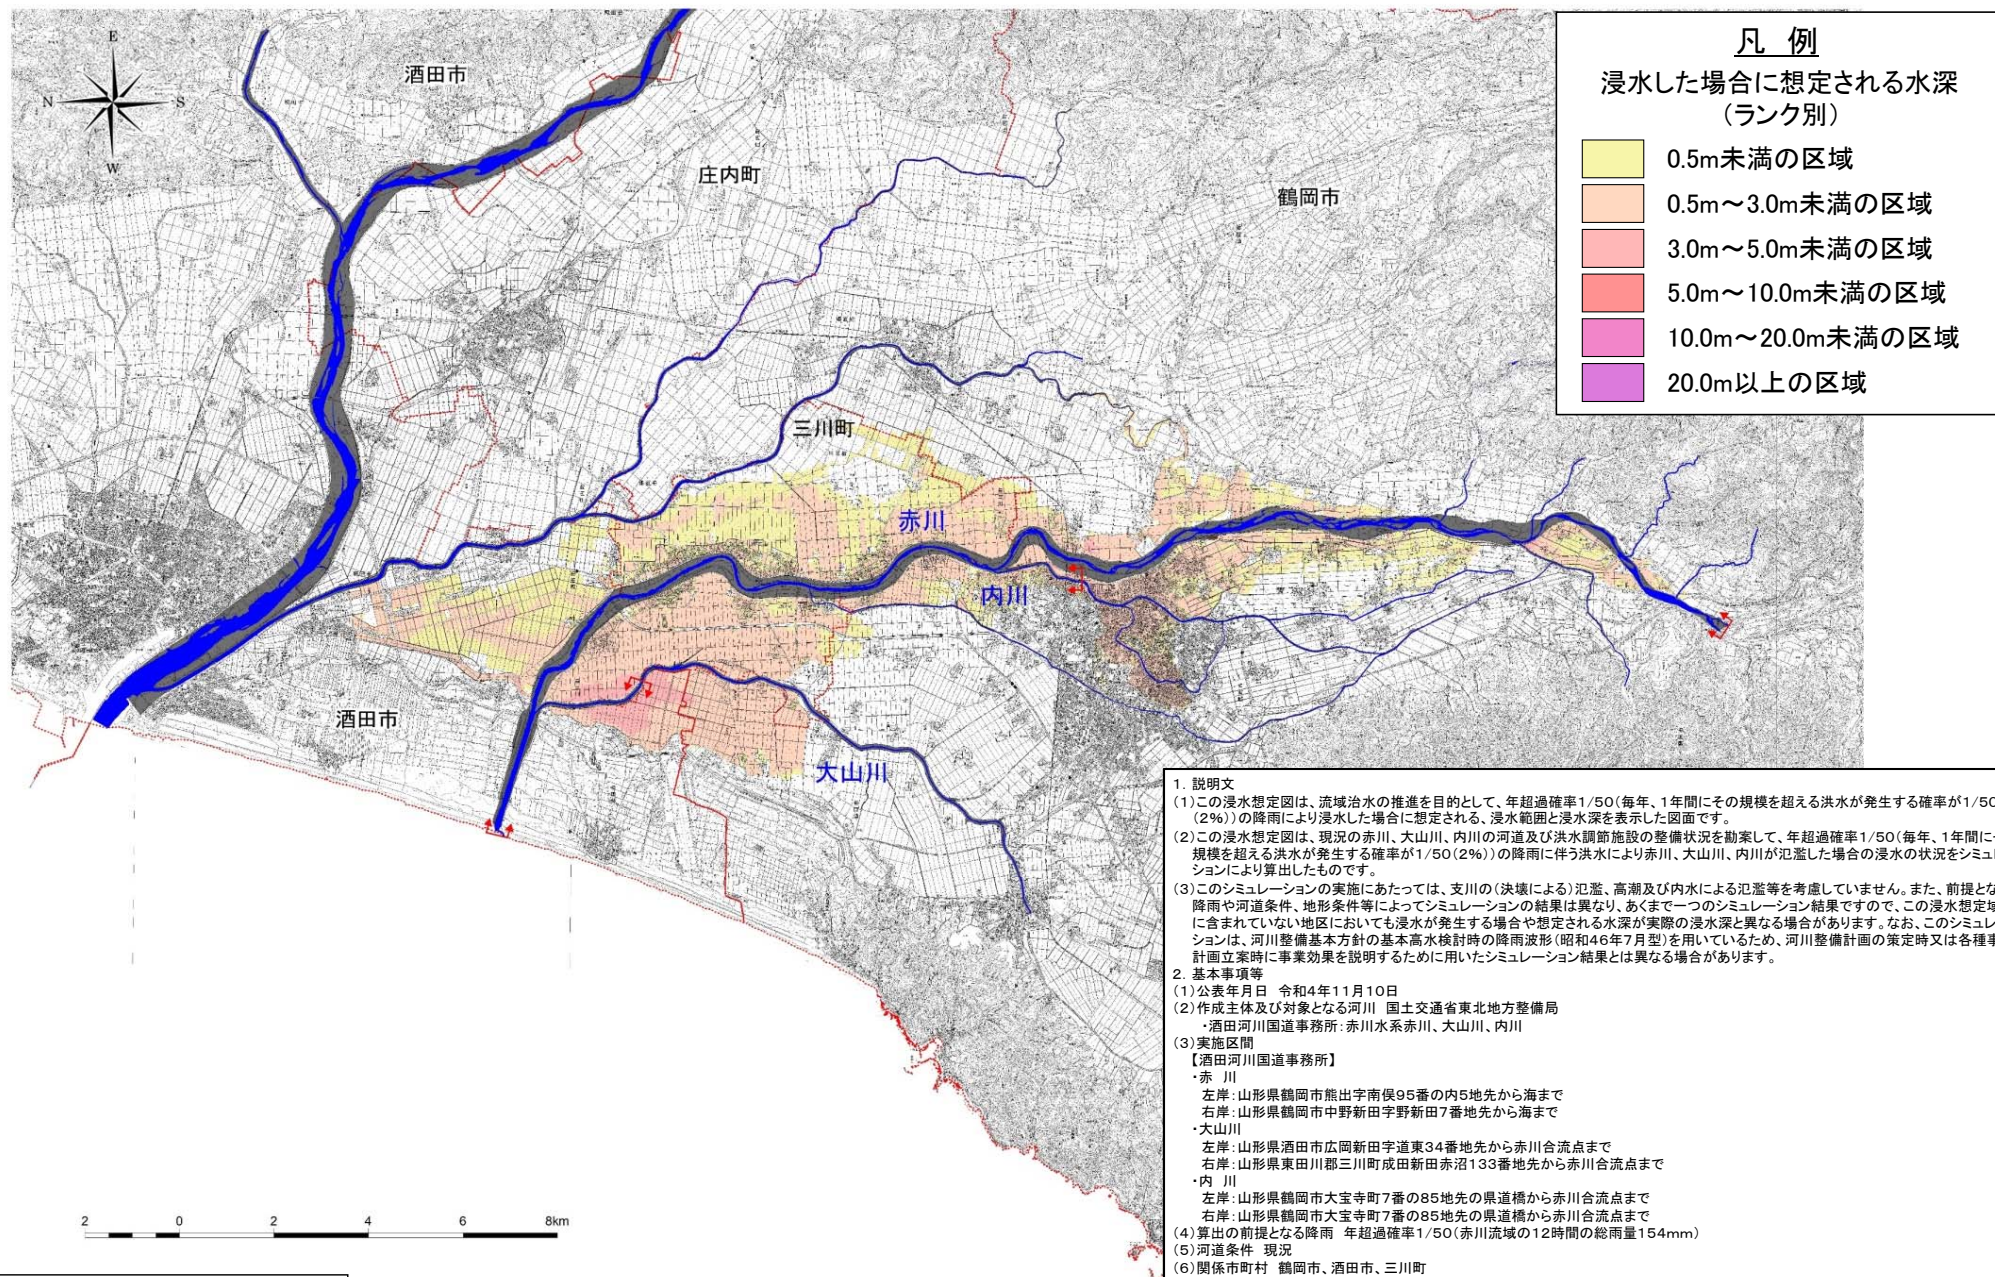 E
N
S
W
酒田市
庄内町
鶴岡市
三川町
赤川
内川
酒田市
大山川
2 0 2 4 6 8km
凡 例
浸水した場合に想定される水深
(ランク別)
0.5m未満の区域
0.5m～3.0m未満の区域
3.0m～5.0m未満の区域
5.0m～10.0m未満の区域
10.0m～20.0m未満の区域
20.0m以上の区域
1. 説明文
(1)この浸水想定図は、流域治水の推進を目的として、年超過確率1/50(毎年、1年間にその規模を超える洪水が発生する確率が1/50
(2%))の降雨により浸水した場合に想定される、浸水範囲と浸水深を表示した図面です。
(2)この浸水想定図は、現況の赤川、大山川、内川の河道及び洪水調節施設の整備状況を勘案して、年超過確率1/50(毎年、1年間に
規模を超える洪水が発生する確率が1/50(2%))の降雨に伴う洪水により赤川、大山川、内川が氾濫した場合の浸水の状況をシミュ
ションにより算出したものです。
(3)このシミュレーションの実施にあたっては、支川の(決壊による)氾濫、高潮及び内水による氾濫等を考慮していません。また、前提とな
降雨や河道条件、地形条件等によってシミュレーションの結果は異なり、あくまで一つのシミュレーション結果ですので、この浸水想定
に含まれていない地区においても浸水が発生する場合や想定される水深が実際の浸水深と異なる場合があります。なお、このシミュレ
ションは、河川整備基本方針の基本高水検討時の降雨波形(昭和46年7月型)を用いているため、河川整備計画の策定時又は各種事
計画立案時に事業効果を説明するために用いたシミュレーション結果とは異なる場合があります。
2. 基本事項等
(1)公表年月日 令和4年11月10日
(2)作成主体及び対象となる河川 国土交通省東北地方整備局
・酒田河川国道事務所:赤川水系赤川、大山川、内川
(3)実施区間
【酒田河川国道事務所】
・赤 川
左岸:山形県鶴岡市熊出字南俣95番の内5地先から海まで
右岸:山形県鶴岡市中野新田字野新田7番地先から海まで
・大山川
左岸:山形県酒田市広岡新田字道東34番地先から赤川合流点まで
右岸:山形県東田川郡三川町成田新田赤沼133番地先から赤川合流点まで
・内 川
左岸:山形県鶴岡市大宝寺町7番の85地先の県道橋から赤川合流点まで
右岸:山形県鶴岡市大宝寺町7番の85地先の県道橋から赤川合流点まで
(4)算出の前提となる降雨 年超過確率1/50(赤川流域の12時間の総雨量154mm)
(5)河道条件 現況
(6)関係市町村 鶴岡市、酒田市、三川町